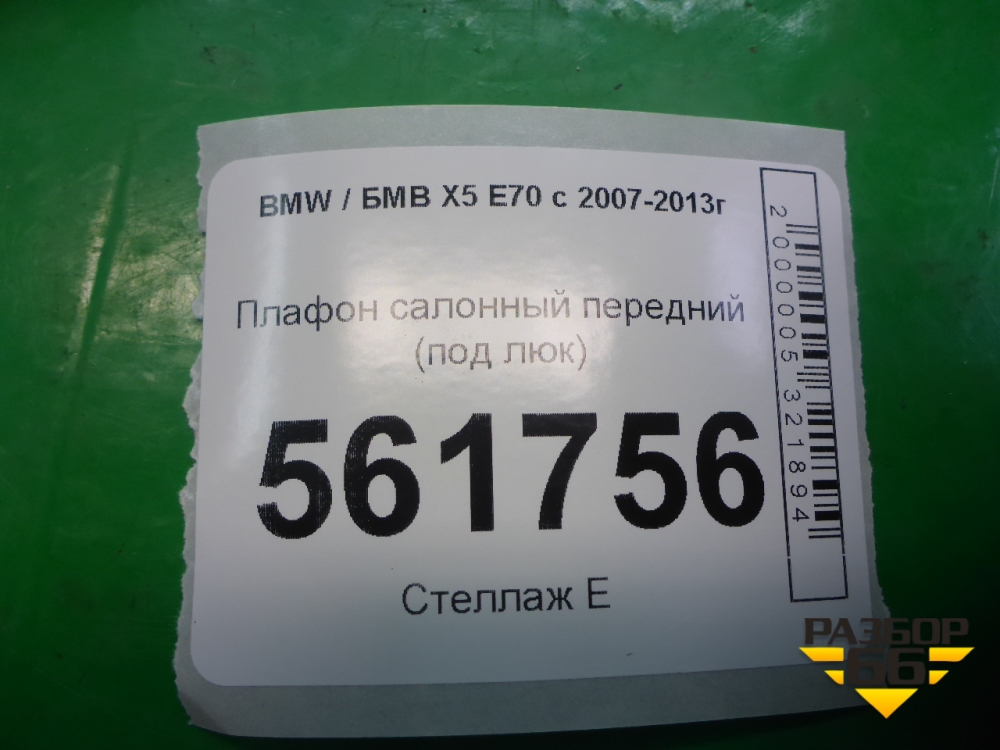 BMW / БМВ X5 E70 с 2007-2013г
Плафон салонный передний
(под люк)
561756
Стеллаж Е
2000005321894
РАЗБОР
66